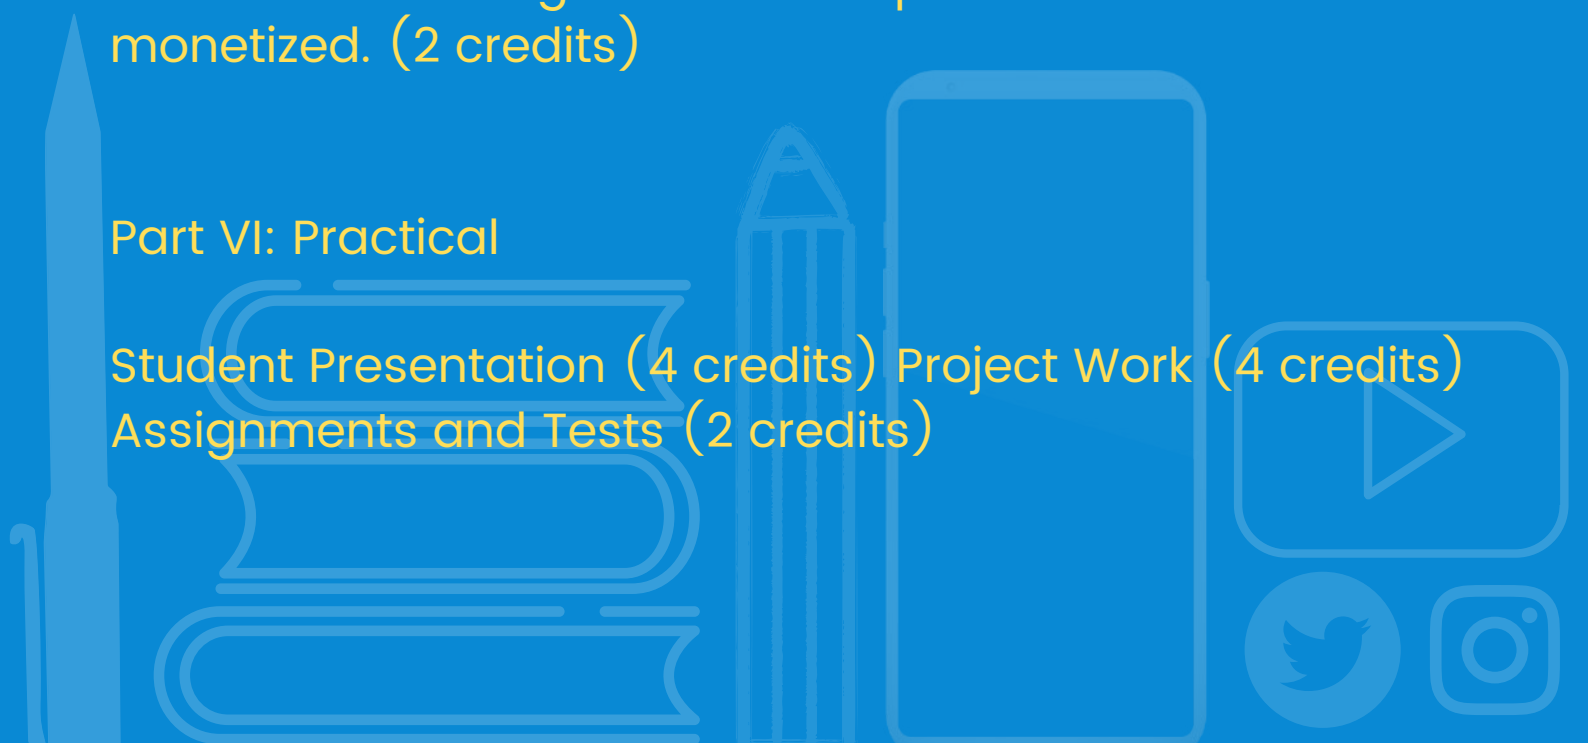 monetized. (2 credits)
Part VI: Practical
Student Presentation (4 credits) Project Work (4 credits)
Assignments and Tests (2 credits)